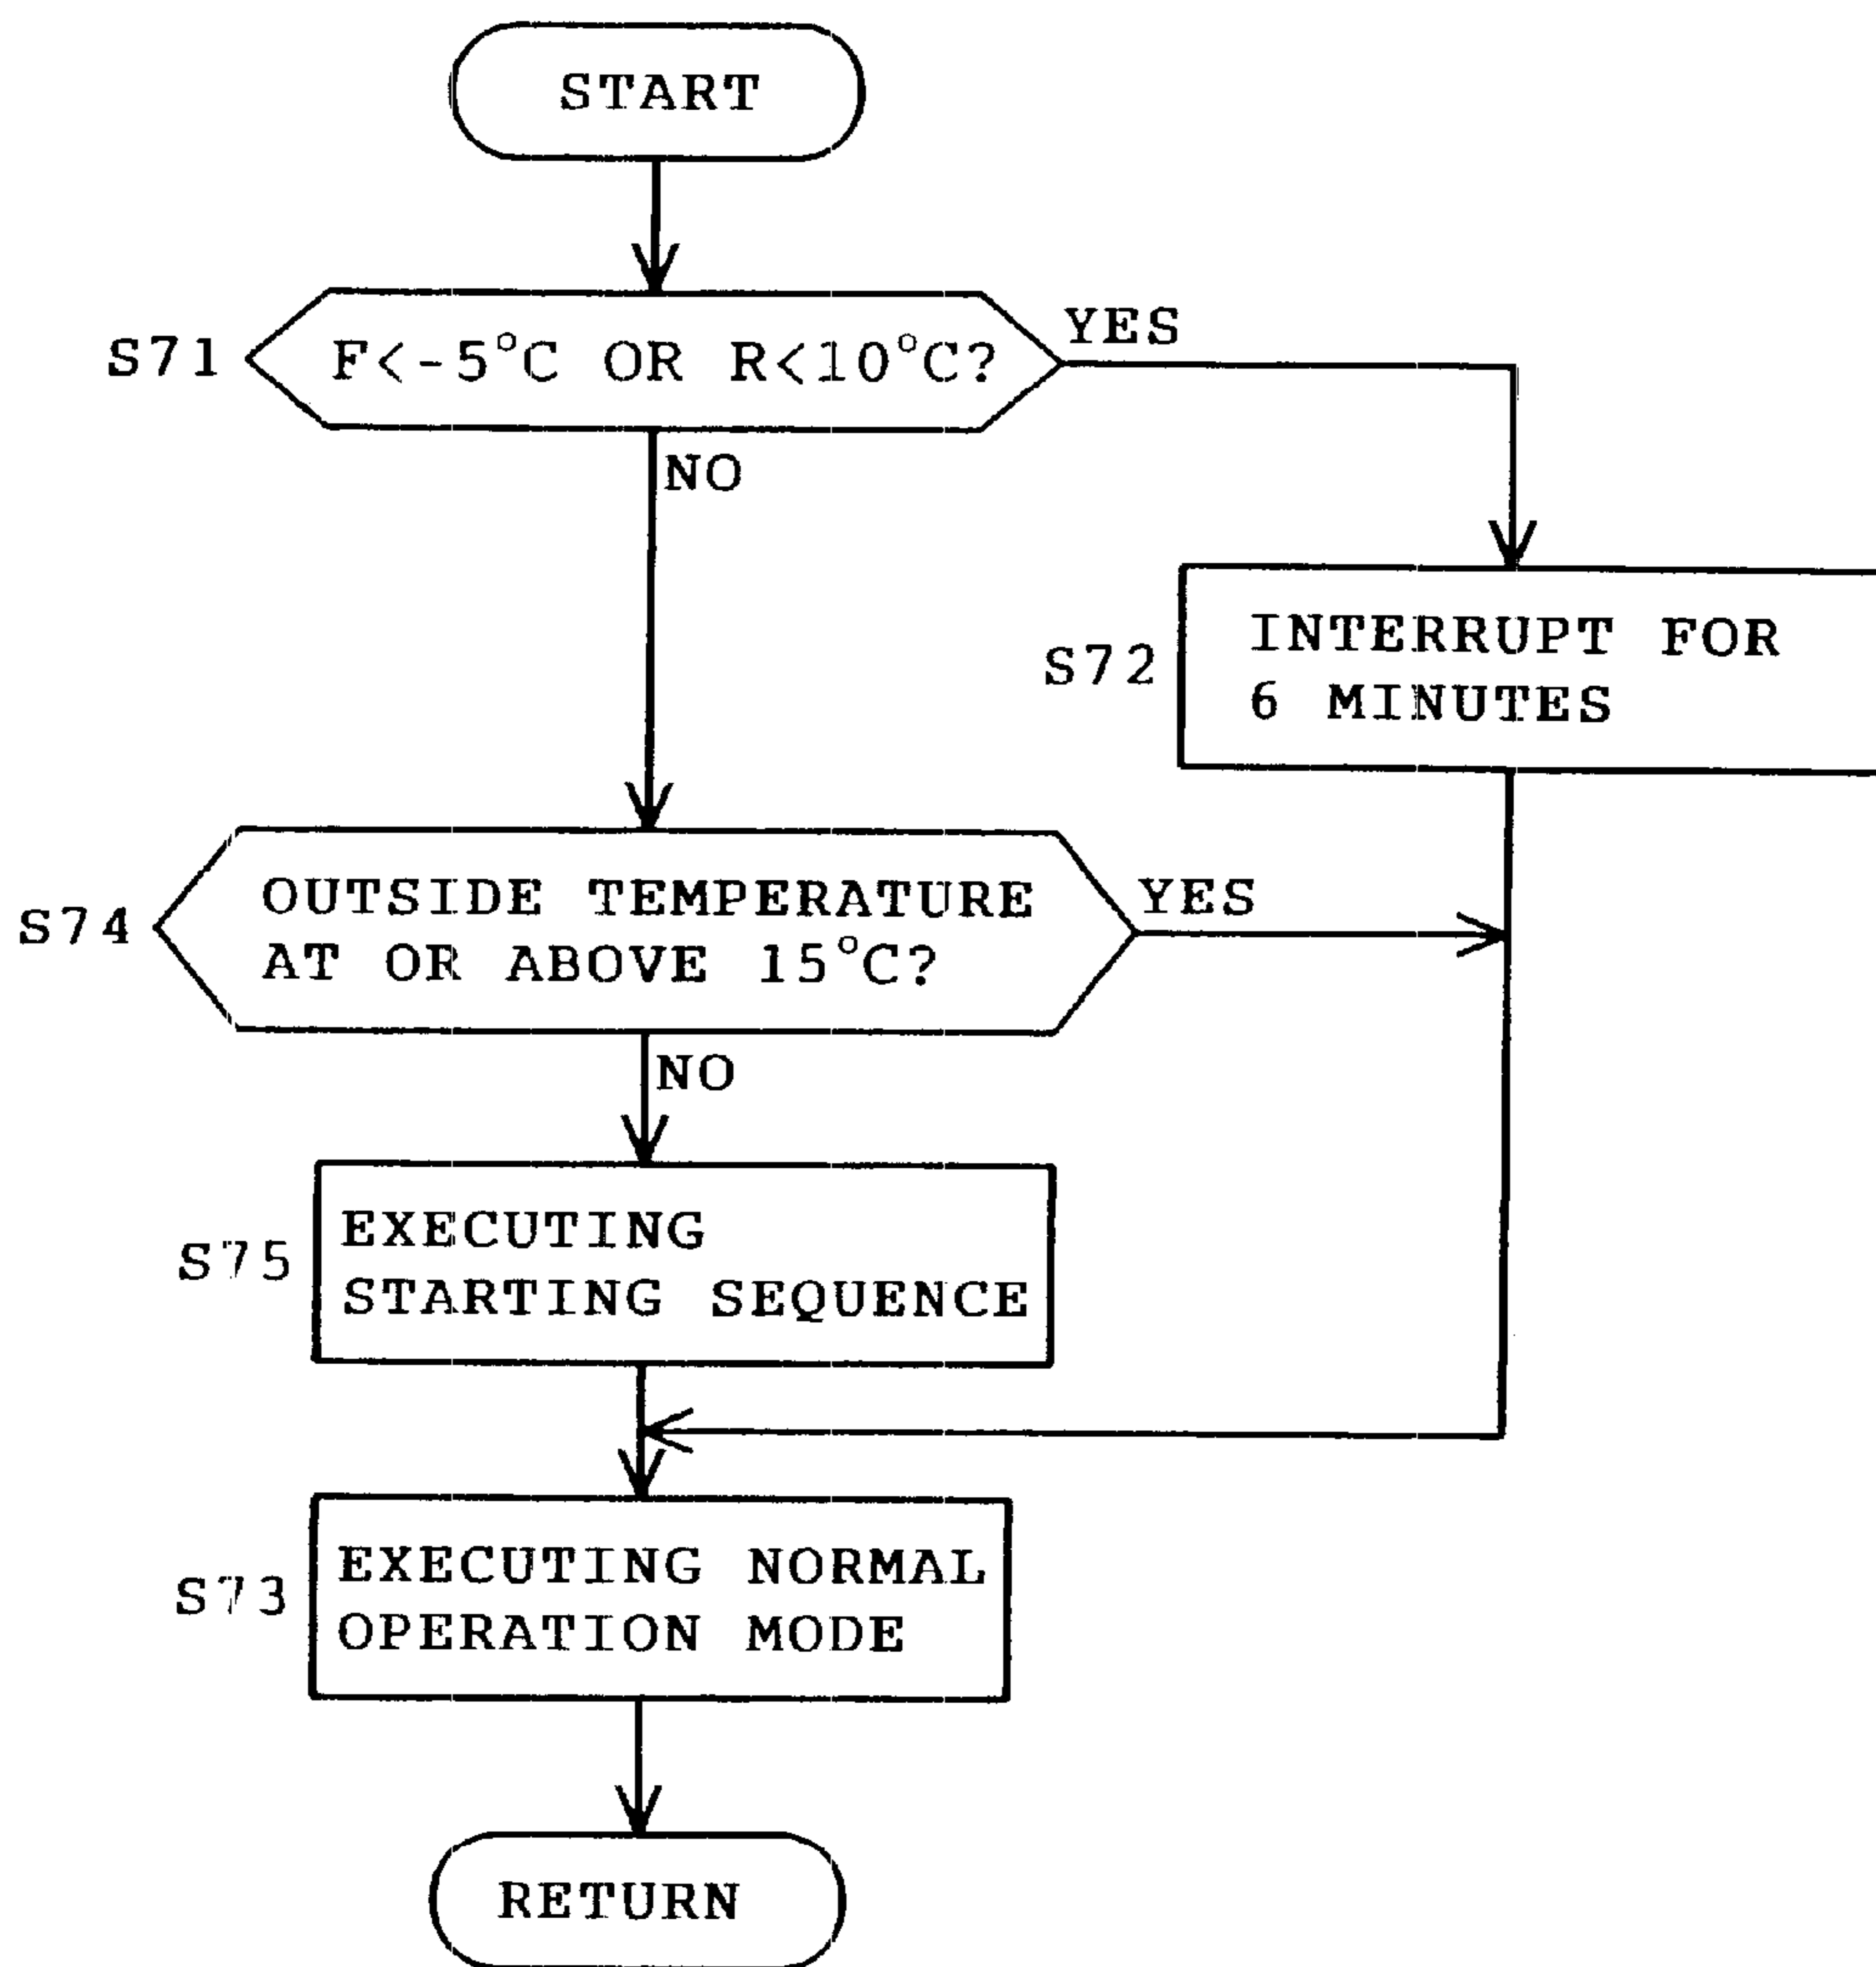 START
S71
F<-5°C OR R<10°C?
YES
NO
S72
INTERRUPT FOR
6 MINUTES
S74
OUTSIDE TEMPERATURE
AT OR ABOVE 15°C?
YES
NO
S75
EXECUTING
STARTING SEQUENCE
S73
EXECUTING NORMAL
OPERATION MODE
RETURN